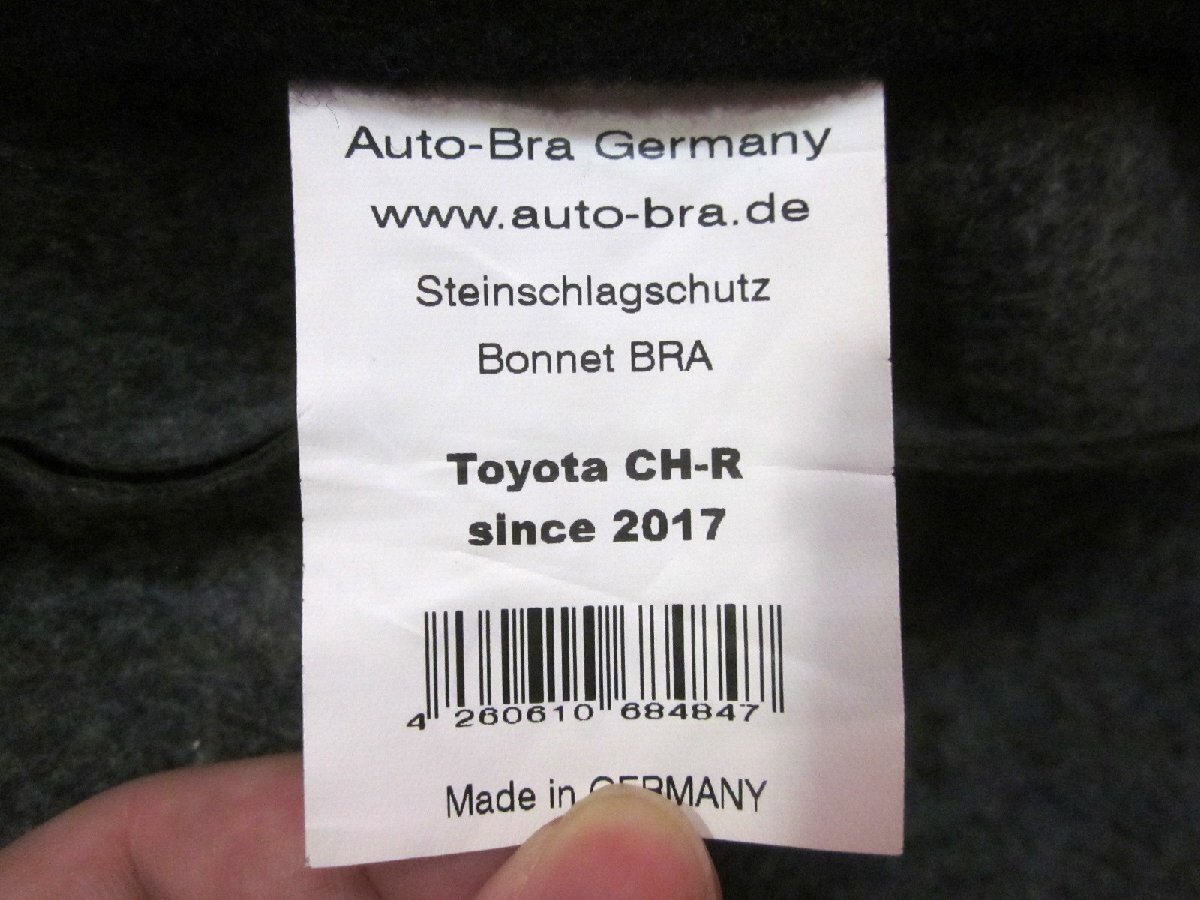 Auto-Bra Germany
www.auto-bra.de
Steinschlagschutz
Bonnet BRA
Toyota CH-R
since 2017
4 260610 684847
Made in GERMANY